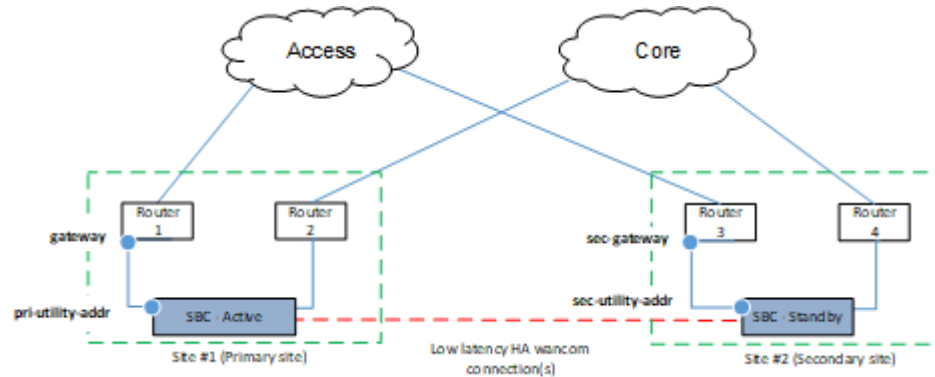 Access
Core
Router
1
Router
2
Router
3
Router
4
gateway
sec-gateway
pri-utility-addr
sec-utility-addr
SBC - Active
SBC - Standby
Site #1 (Primary site)
Low latency HA wancom
connection(s)
Site #2 (Secondary site)